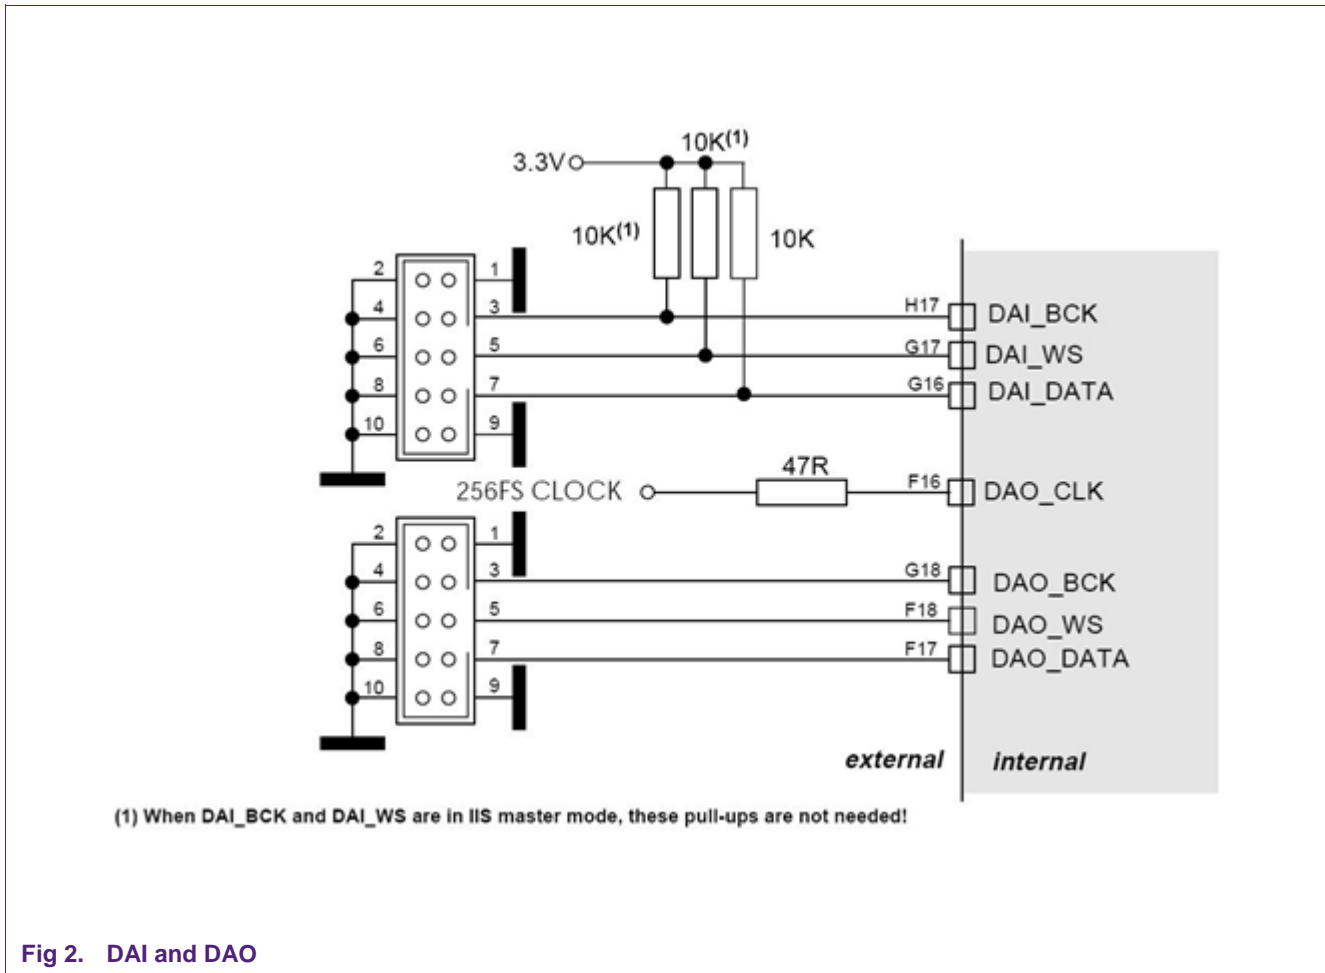 10K(1)
3.3V
10K(1)
10K
2
1
4
3
H17
DAI_BCK
6
5
G17
DAI_WS
8
7
G16
DAI_DATA
10
9
47R
256FS CLOCK
F16
DAO_CLK
2
1
4
3
G18
DAO_BCK
6
5
F18
DAO_WS
8
7
F17
DAO_DATA
10
9
external
internal
(1) When DAI_BCK and DAI_WS are in IIS master mode, these pull-ups are not needed!
Fig 2. DAI and DAO